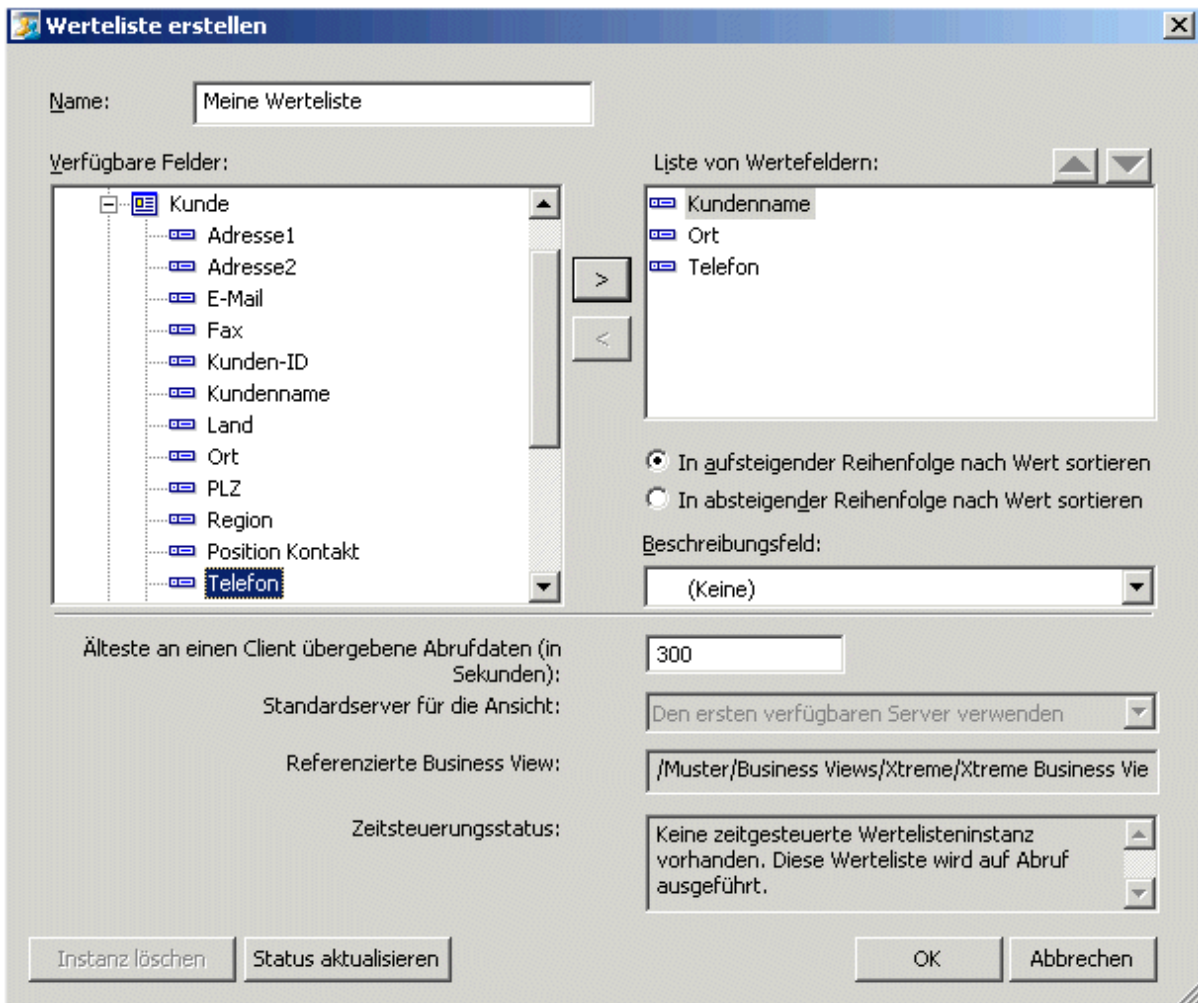 Werteliste erstellen
Name:
Meine Werteliste
Verfügbare Felder:
Kunde
Adresse1
Adresse2
E-Mail
Fax
Kunden-ID
Kundenname
Land
Ort
PLZ
Region
Position Kontakt
Telefon
>
<
Liste von Wertefeldern:
Kundenname
Ort
Telefon
In aufsteigender Reihenfolge nach Wert sortieren
In absteigender Reihenfolge nach Wert sortieren
Beschreibungsfeld:
(Keine)
Älteste an einen Client übergebene Abrufdaten (in
Sekunden):
300
Standardserver für die Ansicht:
Den ersten verfügbaren Server verwenden
Referenzierte Business View:
/Muster/Business Views/Xtreme/Xtreme Business Vie
Zeitsteuerungsstatus:
Keine zeitgesteuerte Wertelisteninstanz
vorhanden. Diese Werteliste wird auf Abruf
ausgeführt.
Instanz löschen
Status aktualisieren
OK
Abbrechen